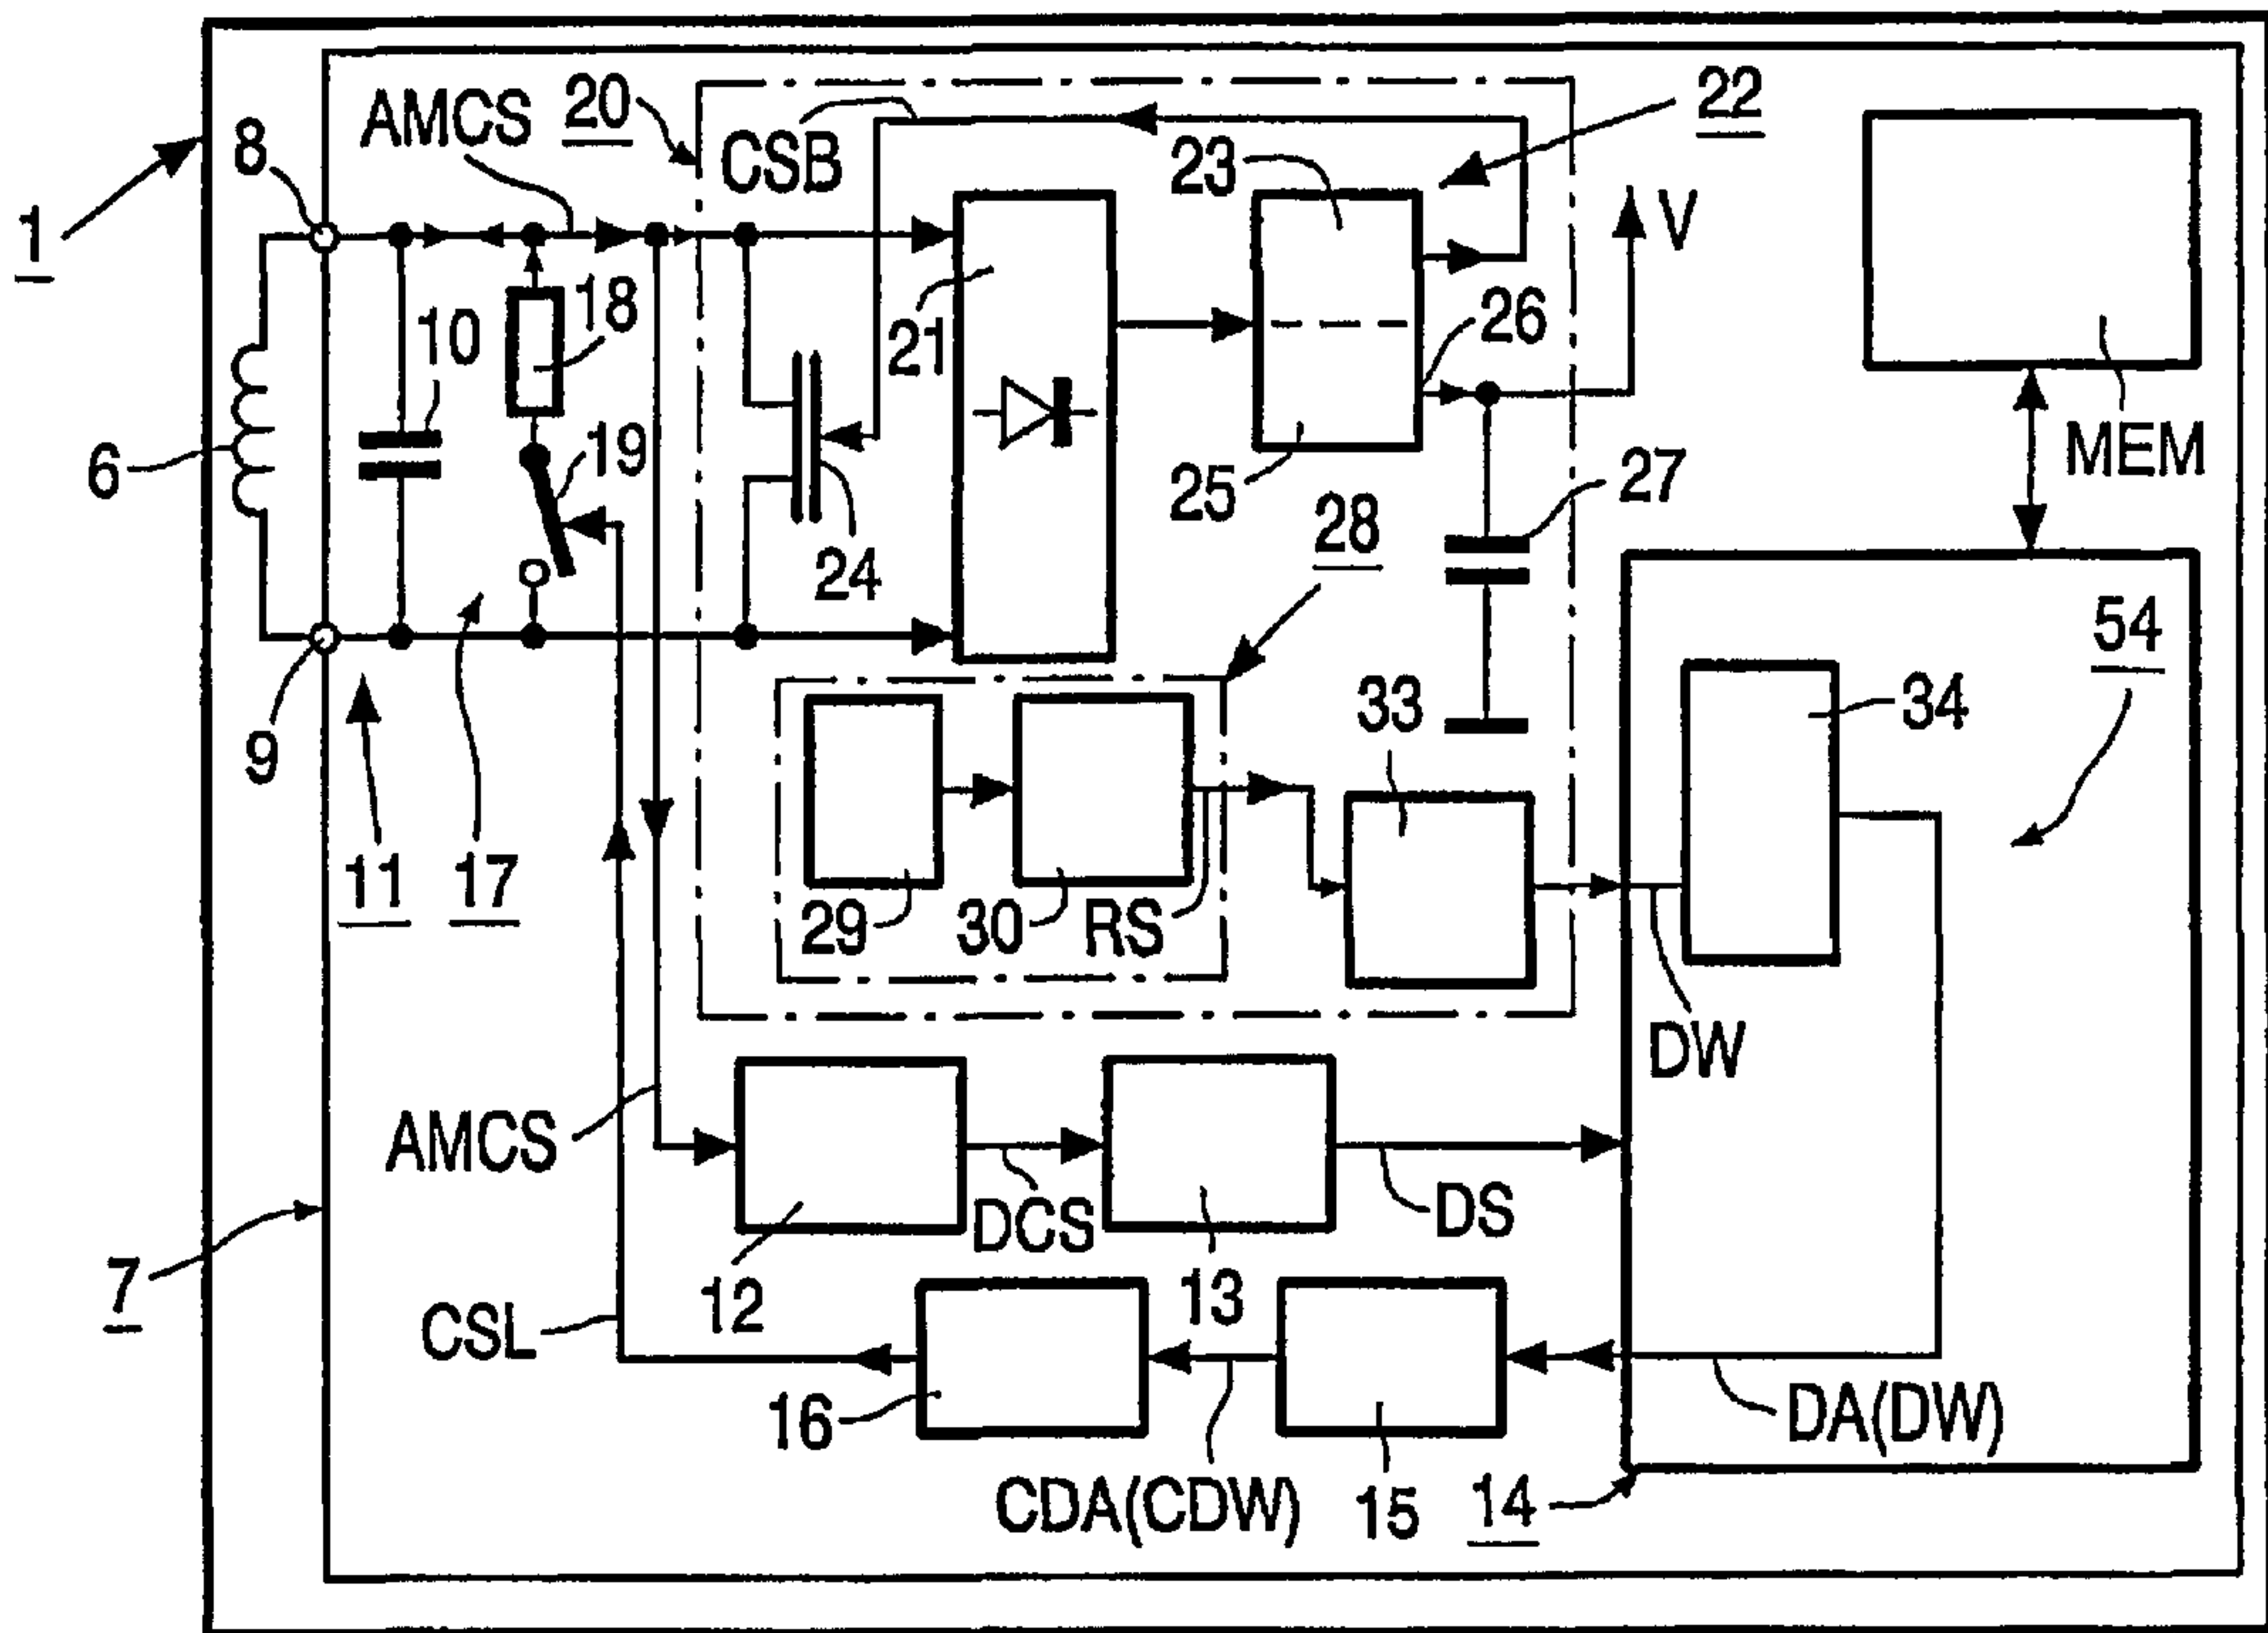 AMCS 20 22
8 CSB 23
1 V
18
10 21 26
6 19 MEM
25 27
24 28
54
33 34
9
11 17 29 30 RS
DW
AMCS
DCS DS
7 12 13
CSL
16 DA(DW)
CDA(CDW) 15 14